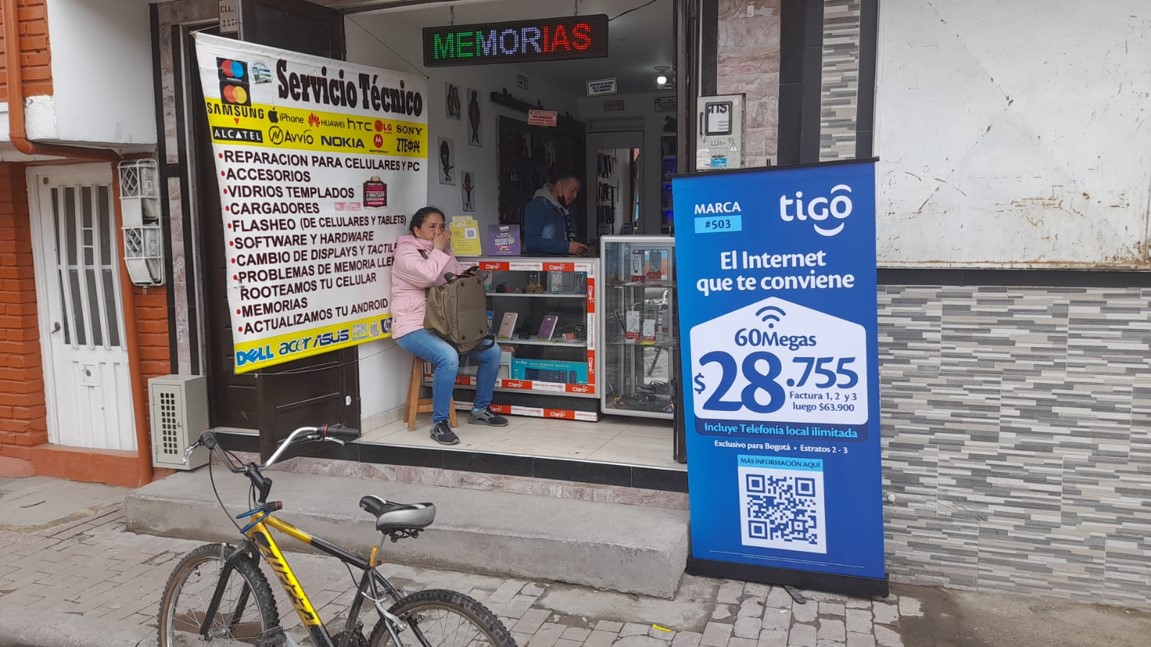 MEMORIAS
Servicio Técnico
SAMSUNG iPhone HUAWEI hTC LG SONY
ALCATEL Avvio NOKIA MOTOROLA ZTE
•REPARACION PARA CELULARES Y PC
•ACCESORIOS
•VIDRIOS TEMPLADOS
•CARGADORES
•FLASHEO (DE CELULARES Y TABLETS)
•SOFTWARE Y HARDWARE
•CAMBIO DE DISPLAYS Y TACTIL
•PROBLEMAS DE MEMORIA LLE
•ROOTEAMOS TU CELULAR
•MEMORIAS
•ACTUALIZAMOS TU ANDROID
DELL acer ASUS
Claro
MARCA
#503
tigo
El Internet
que te conviene
60Megas
$28.755
Factura 1, 2 y 3
luego $63.900
Incluye Telefonía local ilimitada
Exclusivo para Bogotá • Estratos 2 - 3
MÁS INFORMACIÓN AQUÍ